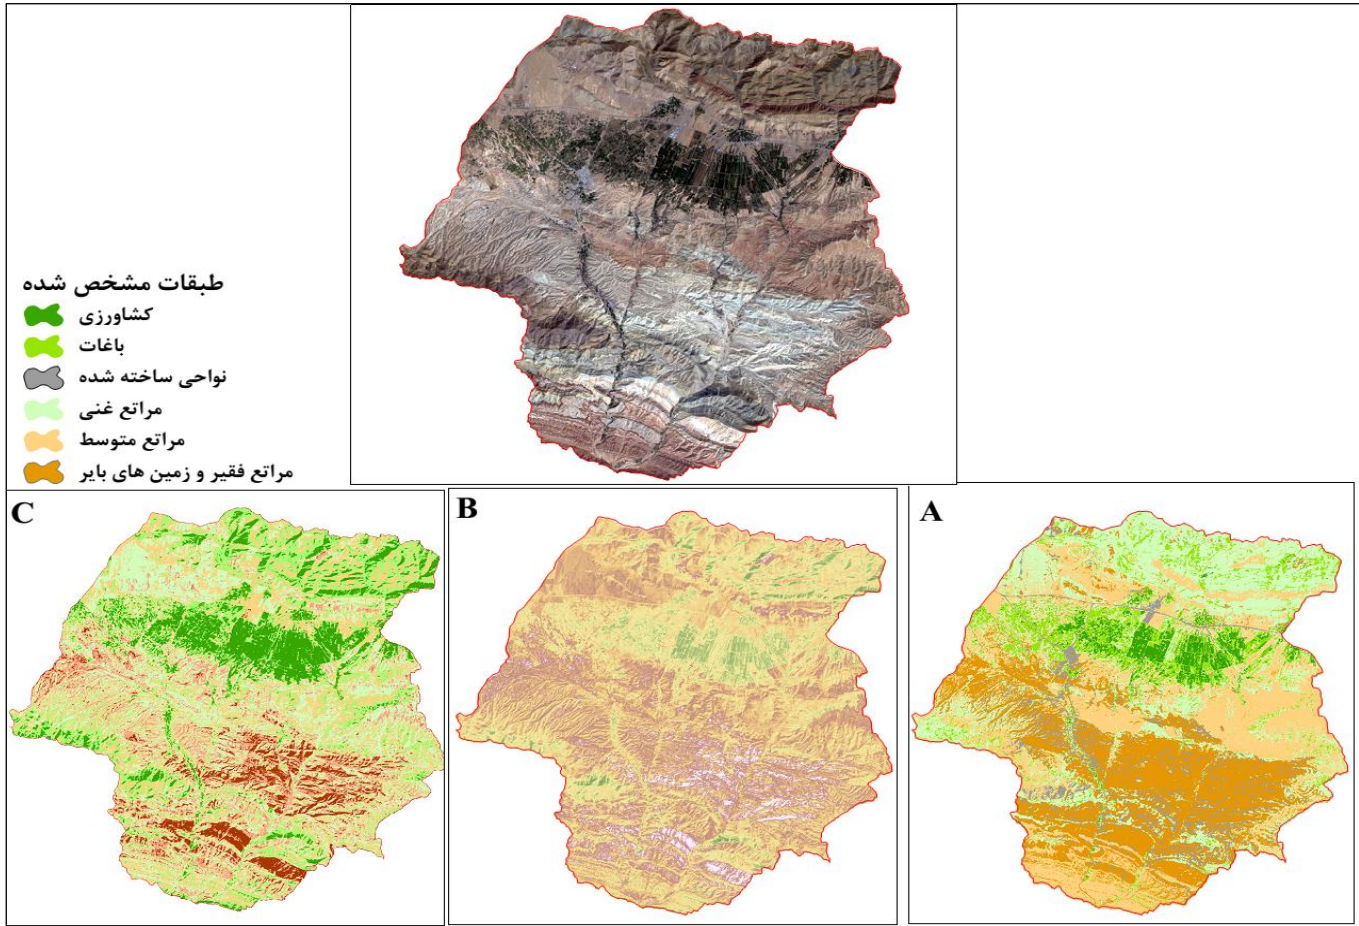 طبقات مشخص شده
کشاورزی
باغات
نواحی ساخته شده
مراتع غنی
مراتع متوسط
مراتع فقیر و زمین های بایر
A
B
C